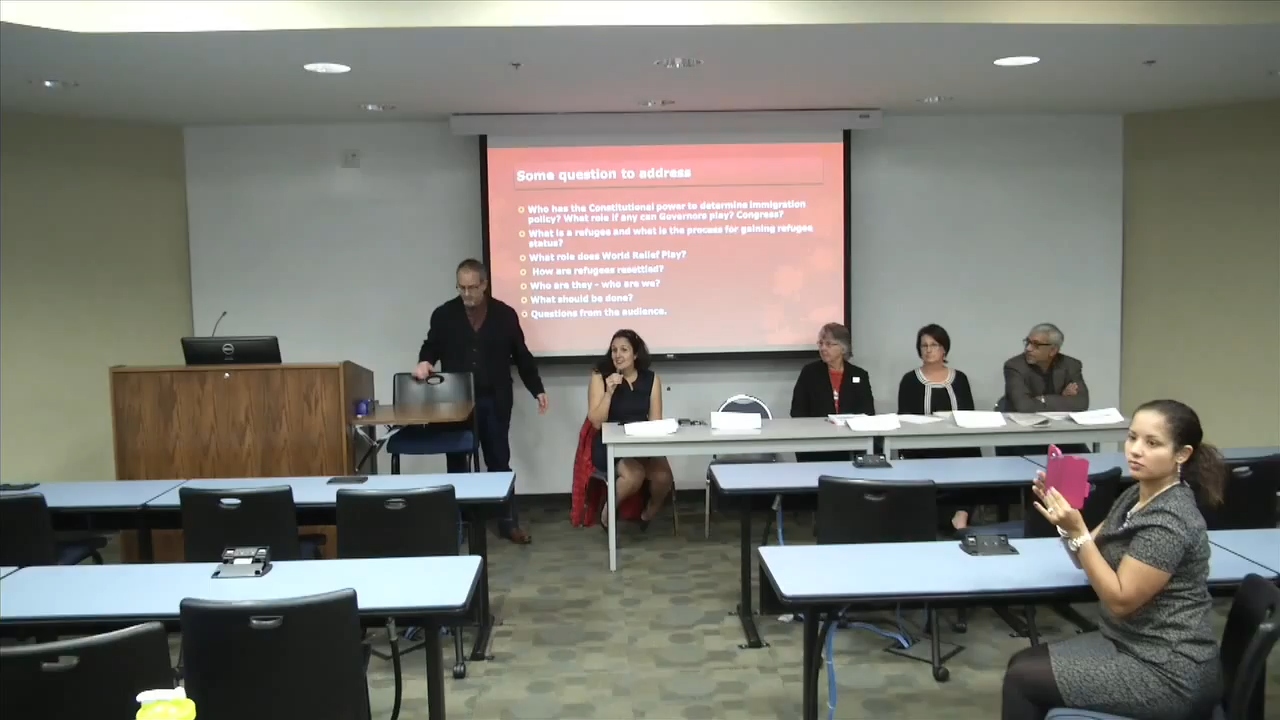 Some question to address
Who has the Constitutional power to determine immigration
policy? What role if any can Governors play? Congress?
What is a refugee and what is the process for gaining refugee
status?
What role does World Relief Play?
How are refugees resettled?
Who are they - who are we?
What should be done?
Questions from the audience.
DELL